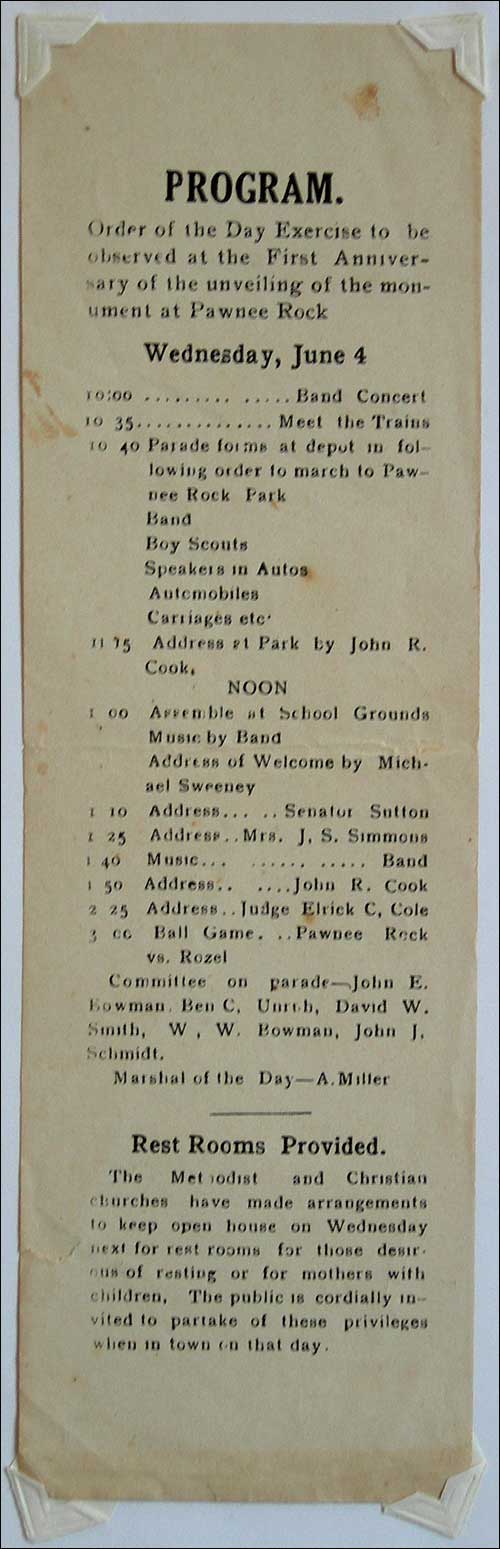 PROGRAM.
Order of the Day Exercise to be
observed at the First Anniver-
sary of the unveiling of the mon-
ument at Pawnee Rock
Wednesday, June 4
10:00 ......... .....Band Concert
10 35..............Meet the Trains
10 40 Parade forms at depot in fol-
lowing order to march to Paw-
nee Rock Park
Band
Boy Scouts
Speakers in Autos
Automobiles
Carriages etc.
11 15 Address at Park by John R.
Cook.
NOON
1 00 Assemble at School Grounds
Music by Band
Address of Welcome by Mich-
ael Sweeney
1 10 Address... .. Senator Sutton
1 25 Address..Mrs. J, S. Simmons
1 40 Music... ...... ..... Band
1 50 Address.. ....John R. Cook
2 25 Address..Judge Elrick C, Cole
3 00 Ball Game. ..Pawnee Rock
vs. Rozel
Committee on parade—John E.
Bowman, Ben C, Unruh, David W.
Smith, W , W. Bowman, John J,
Schmidt.
Marshal of the Day—A. Miller
Rest Rooms Provided.
The Methodist and Christian
churches have made arrangements
to keep open house on Wednesday
next for rest rooms for those desir-
ous of resting or for mothers with
children, The public is cordially in-
vited to partake of these privileges
when in town on that day.